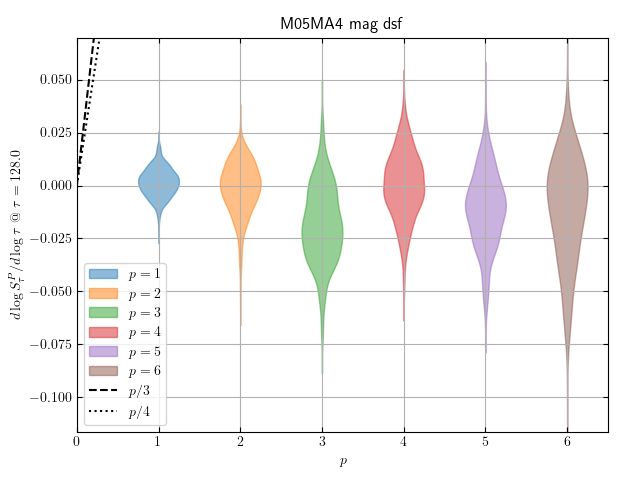 M05MA4 mag dsf
d log S_τ^P / d log τ @ τ = 128.0
0.050
0.025
0.000
−0.025
−0.050
−0.075
−0.100
p = 1
p = 2
p = 3
p = 4
p = 5
p = 6
p/3
p/4
0 1 2 3 4 5 6
p